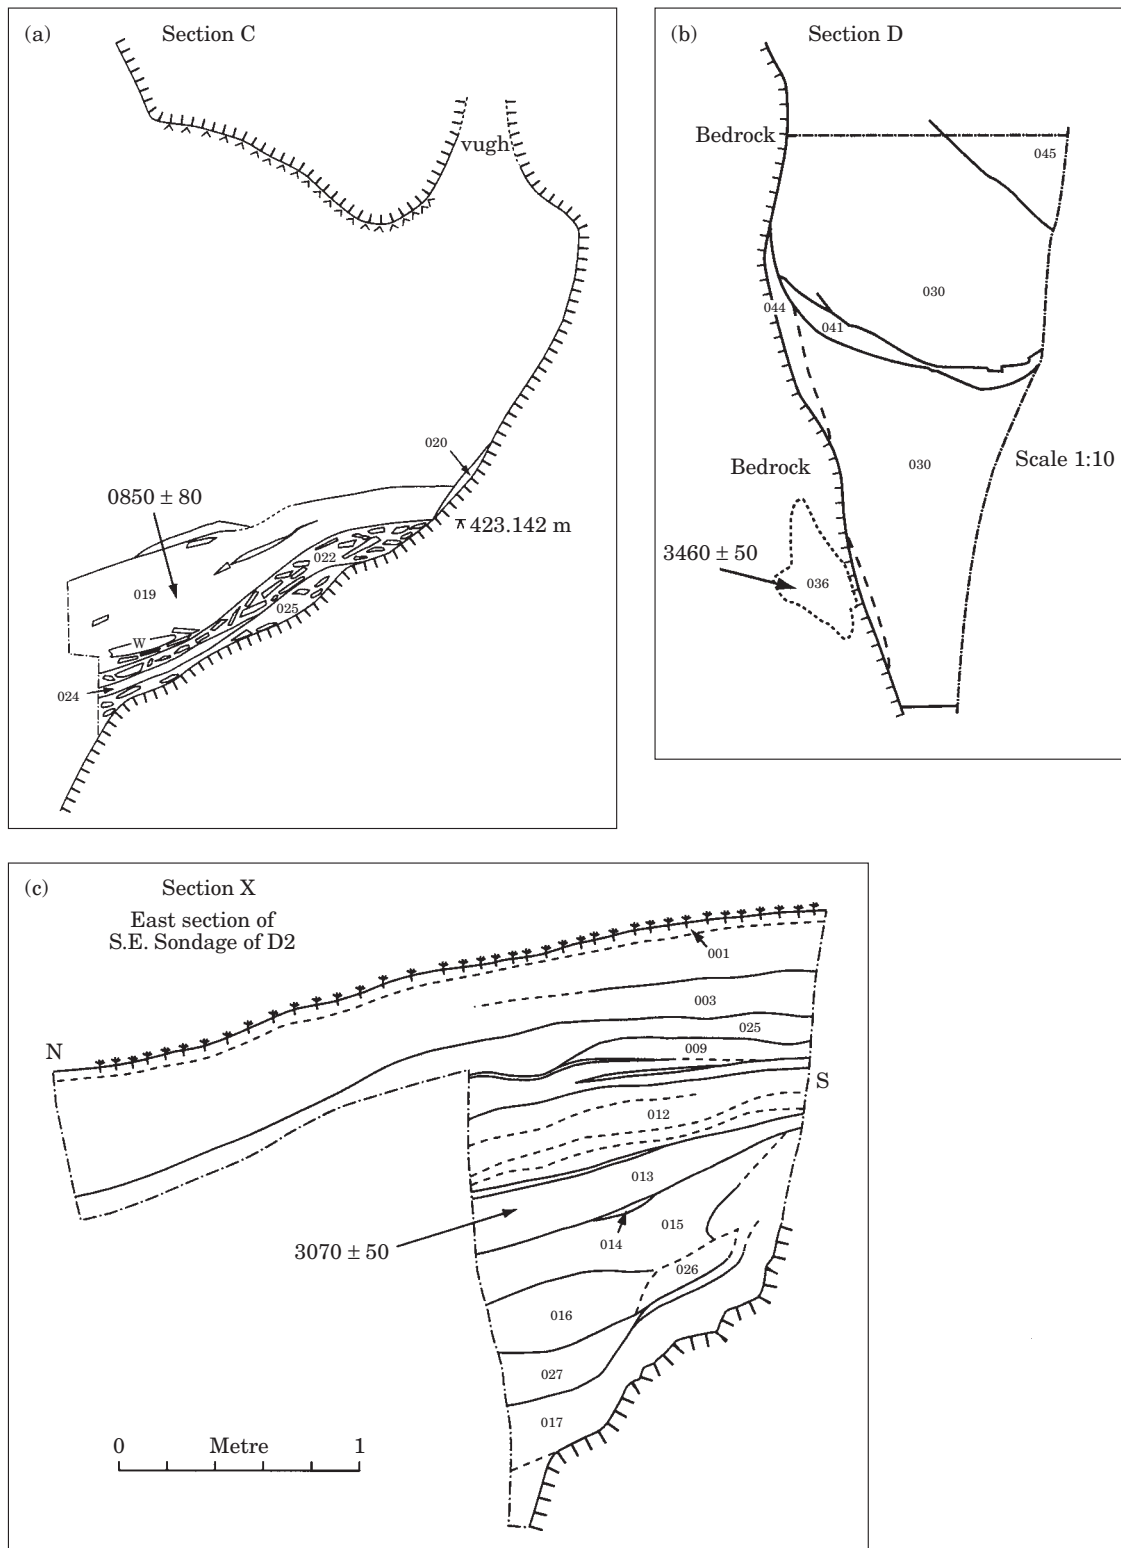 (a)
Section C
vugh
020
0850 ± 80
423.142 m
022
019
025
W
024
(b)
Section D
Bedrock
045
030
044
041
Bedrock
030
Scale 1:10
3460 ± 50
036
(c)
Section X
East section of
S.E. Sondage of D2
001
003
025
N
009
S
012
013
015
014
3070 ± 50
026
016
027
017
0 Metre 1